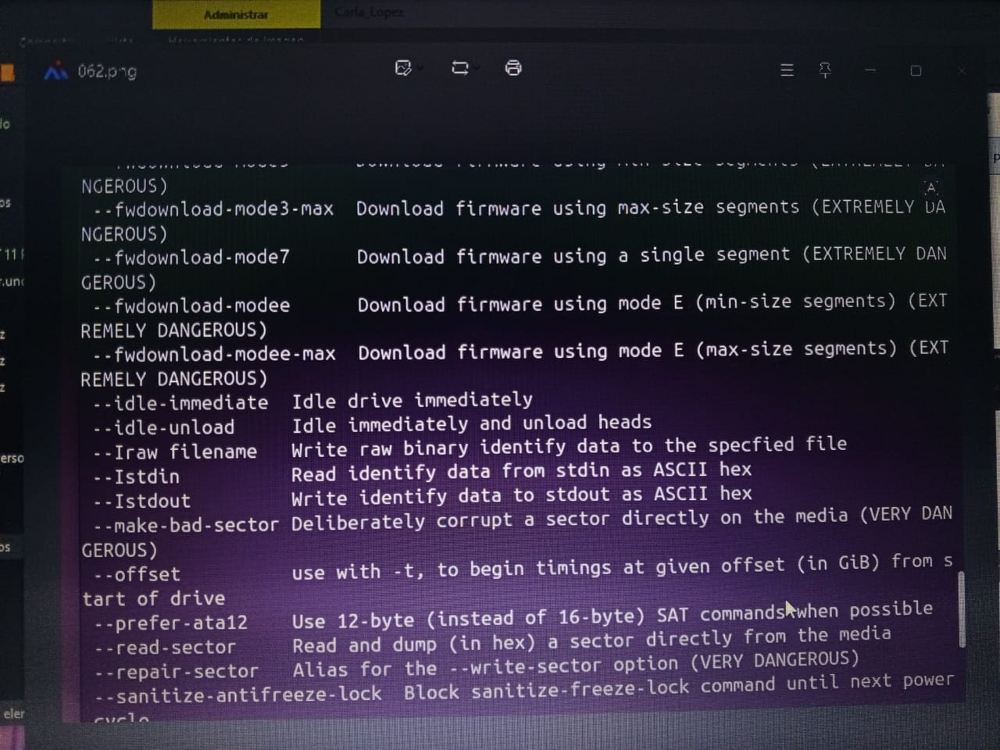 Administrar
Carla_Lopez
Herramientas de imagen
062.png
NGEROUS)
--fwdownload-mode3-max Download firmware using max-size segments (EXTREMELY DA
NGEROUS)
--fwdownload-mode7 Download firmware using a single segment (EXTREMELY DAN
GEROUS)
--fwdownload-modee Download firmware using mode E (min-size segments) (EXT
REMELY DANGEROUS)
--fwdownload-modee-max Download firmware using mode E (max-size segments) (EXT
REMELY DANGEROUS)
--idle-immediate Idle drive immediately
--idle-unload Idle immediately and unload heads
--Iraw filename Write raw binary identify data to the specfied file
--Istdin Read identify data from stdin as ASCII hex
--Istdout Write identify data to stdout as ASCII hex
--make-bad-sector Deliberately corrupt a sector directly on the media (VERY DAN
GEROUS)
--offset use with -t, to begin timings at given offset (in GiB) from s
tart of drive
--prefer-ata12 Use 12-byte (instead of 16-byte) SAT commands when possible
--read-sector Read and dump (in hex) a sector directly from the media
--repair-sector Alias for the --write-sector option (VERY DANGEROUS)
--sanitize-antifreeze-lock Block sanitize-freeze-lock command until next power
cycle